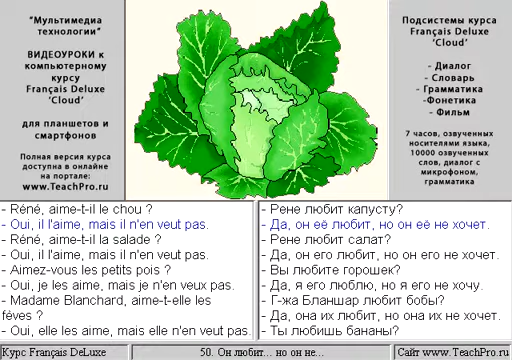 "Мультимедиа
технологии"
ВИДЕОУРОКИ к
компьютерному
курсу
Français Deluxe
'Cloud'
для планшетов и
смартфонов
Полная версия курса
доступна в онлайне
на портале:
www.TeachPro.ru
Подсистемы курса
Français Deluxe
'Cloud'
- Диалог
- Словарь
- Грамматика
-Фонетика
- Фильм
7 часов, озвученных
носителями языка,
10000 озвученных
слов, диалог с
микрофоном,
грамматика
- Réné, aime-t-il le chou ?
- Oui, il l'aime, mais il n'en veut pas.
- Réné, aime-t-il la salade ?
- Oui, il l'aime, mais il n'en veut pas.
- Aimez-vous les petits pois ?
- Oui, je les aime, mais je n'en veux pas.
- Madame Blanchard, aime-t-elle les
féves ?
- Oui, elle les aime, mais elle n'en veut pas.
- Рене любит капусту?
- Да, он её любит, но он её не хочет.
- Рене любит салат?
- Да, он его любит, но он его не хочет.
- Вы любите горошек?
- Да, я его люблю, но я его не хочу.
- Г-жа Бланшар любит бобы?
- Да, она их любит, но она их не хочет.
- Ты любишь бананы?
Курс Français DeLuxe
50. Он любит... но он не...
Сайт www.TeachPro.ru